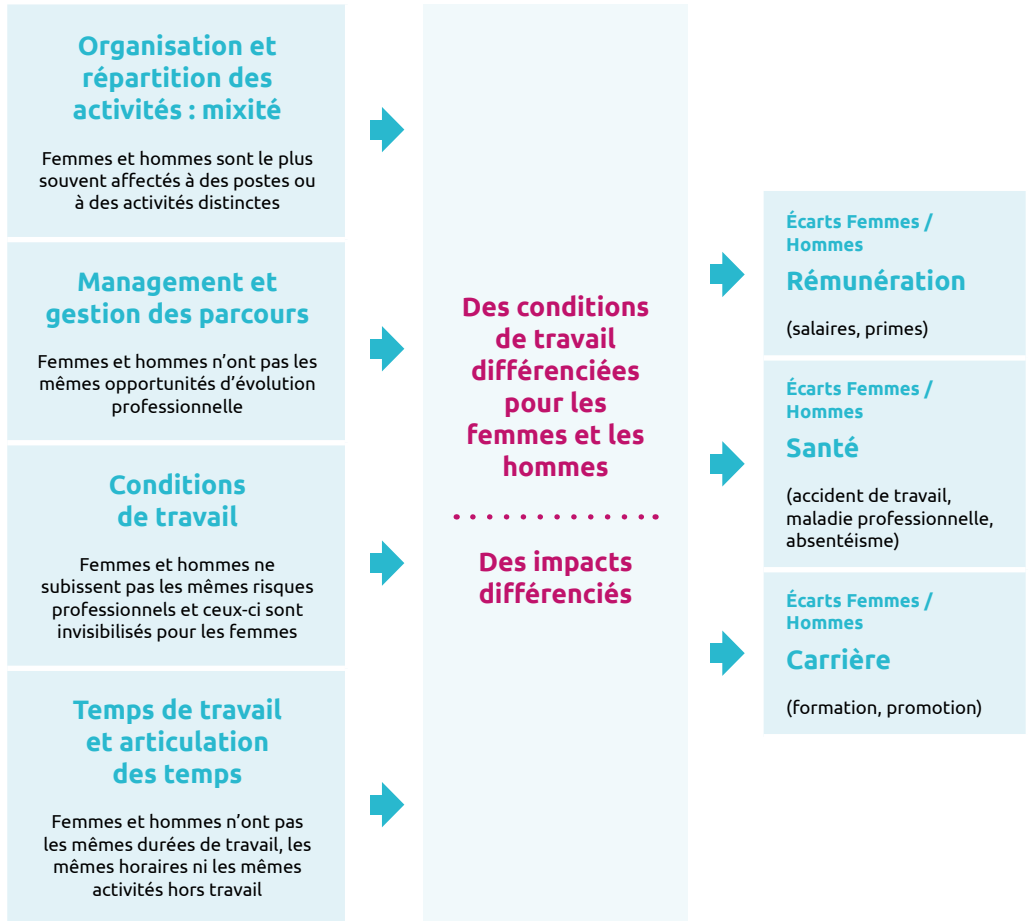 Organisation et
répartition des
activités : mixité
Femmes et hommes sont le plus
souvent affectés à des postes ou
à des activités distinctes
Management et
gestion des parcours
Femmes et hommes n’ont pas les
mêmes opportunités d’évolution
professionnelle
Conditions
de travail
Femmes et hommes ne
subissent pas les mêmes risques
professionnels et ceux-ci sont
invisibilisés pour les femmes
Temps de travail
et articulation
des temps
Femmes et hommes n’ont pas
les mêmes durées de travail, les
mêmes horaires ni les mêmes
activités hors travail
Des conditions
de travail
différenciées
pour les
femmes et les
hommes
Des impacts
différenciés
Écarts Femmes /
Hommes
Rémunération
(salaires, primes)
Écarts Femmes /
Hommes
Santé
(accident de travail,
maladie professionnelle,
absentéisme)
Écarts Femmes /
Hommes
Carrière
(formation, promotion)